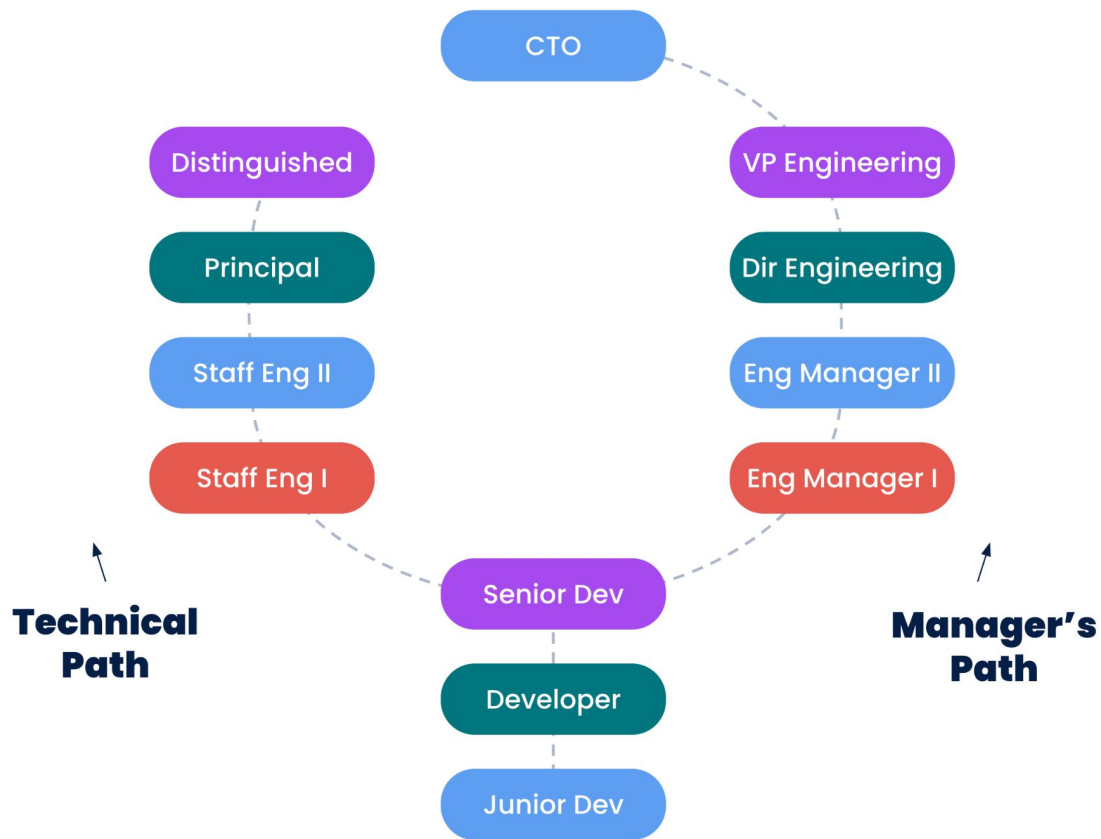 CTO
Distinguished
VP Engineering
Principal
Dir Engineering
Staff Eng II
Eng Manager II
Staff Eng I
Eng Manager I
Technical
Path
Manager’s
Path
Senior Dev
Developer
Junior Dev